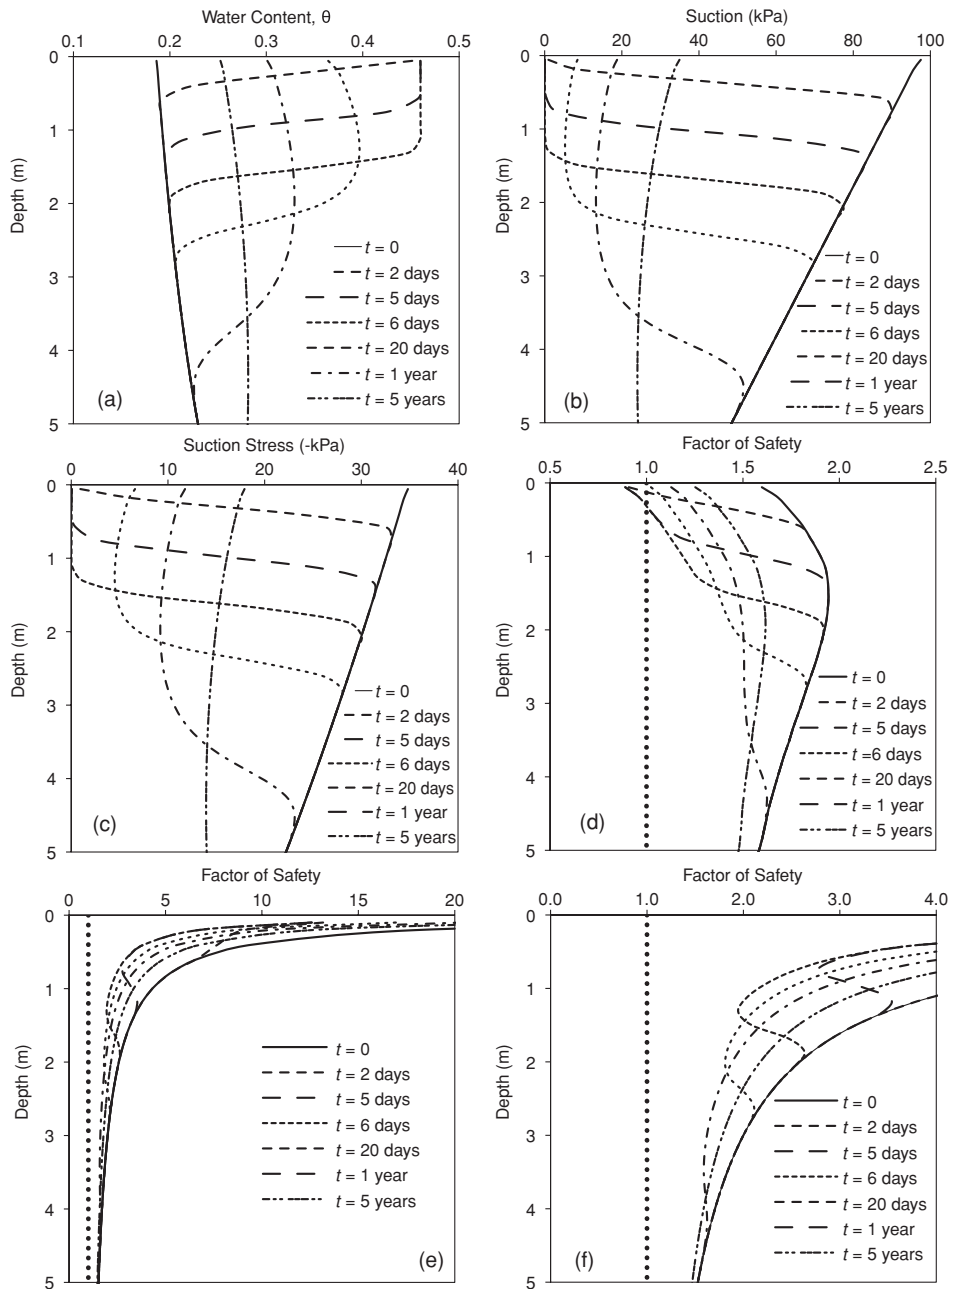 Water Content, θ
0.1 0.2 0.3 0.4 0.5
0
1
2
3
4
5
Depth (m)
t = 0
t = 2 days
t = 5 days
t = 6 days
t = 20 days
t = 1 year
t = 5 years
(a)
Suction (kPa)
0 20 40 60 80 100
0
1
2
3
4
5
Depth (m)
t = 0
t = 2 days
t = 5 days
t = 6 days
t = 20 days
t = 1 year
t = 5 years
(b)
Suction Stress (-kPa)
0 10 20 30 40
0
1
2
3
4
5
Depth (m)
t = 0
t = 2 days
t = 5 days
t = 6 days
t = 20 days
t = 1 year
t = 5 years
(c)
Factor of Safety
0.5 1.0 1.5 2.0 2.5
0
1
2
3
4
5
Depth (m)
t = 0
t = 2 days
t = 5 days
t =6 days
t = 20 days
t = 1 year
t = 5 years
(d)
Factor of Safety
0 5 10 15 20
0
1
2
3
4
5
Depth (m)
t = 0
t = 2 days
t = 5 days
t = 6 days
t = 20 days
t = 1 year
t = 5 years
(e)
Factor of Safety
0.0 1.0 2.0 3.0 4.0
0
1
2
3
4
5
Depth (m)
t = 0
t = 2 days
t = 5 days
t = 6 days
t = 20 days
t = 1 year
t = 5 years
(f)